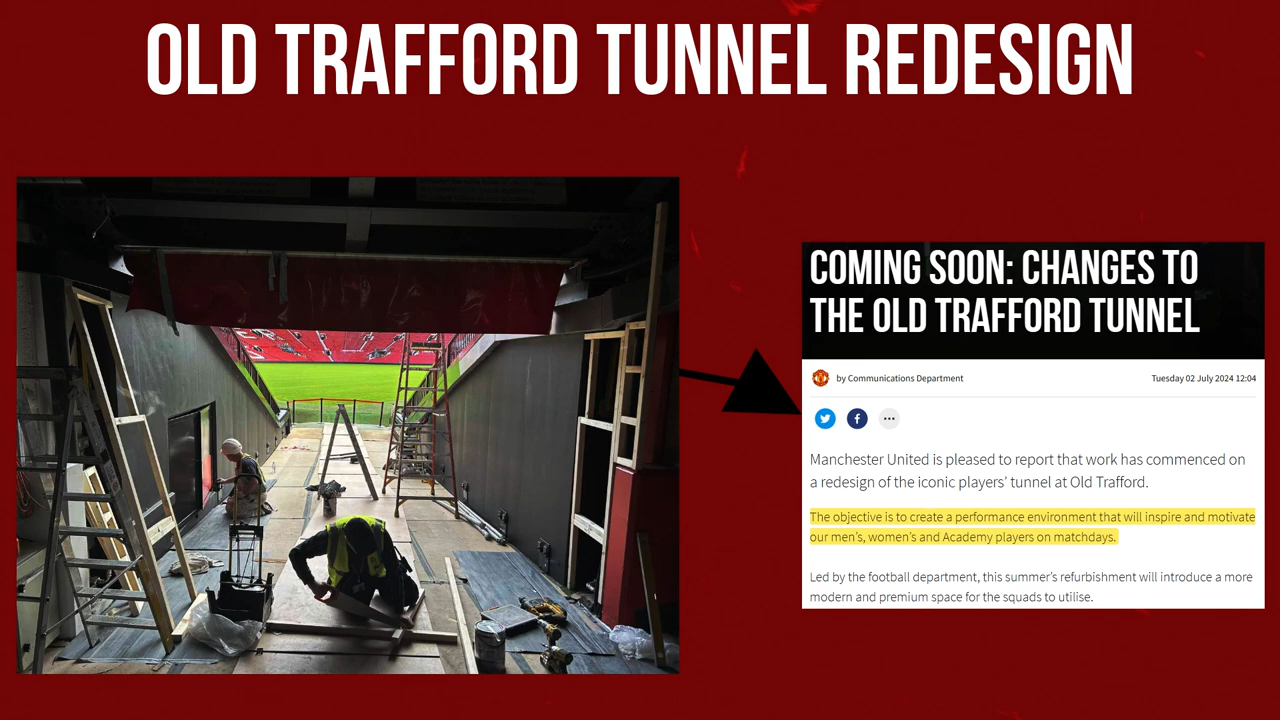 OLD TRAFFORD TUNNEL REDESIGN
COMING SOON: CHANGES TO
THE OLD TRAFFORD TUNNEL
by Communications Department
Tuesday 02 July 2024 12:04
Manchester United is pleased to report that work has commenced on
a redesign of the iconic players' tunnel at Old Trafford.
The objective is to create a performance environment that will inspire and motivate
our men's, women's and Academy players on matchdays.
Led by the football department, this summer's refurbishment will introduce a more
modern and premium space for the squads to utilise.